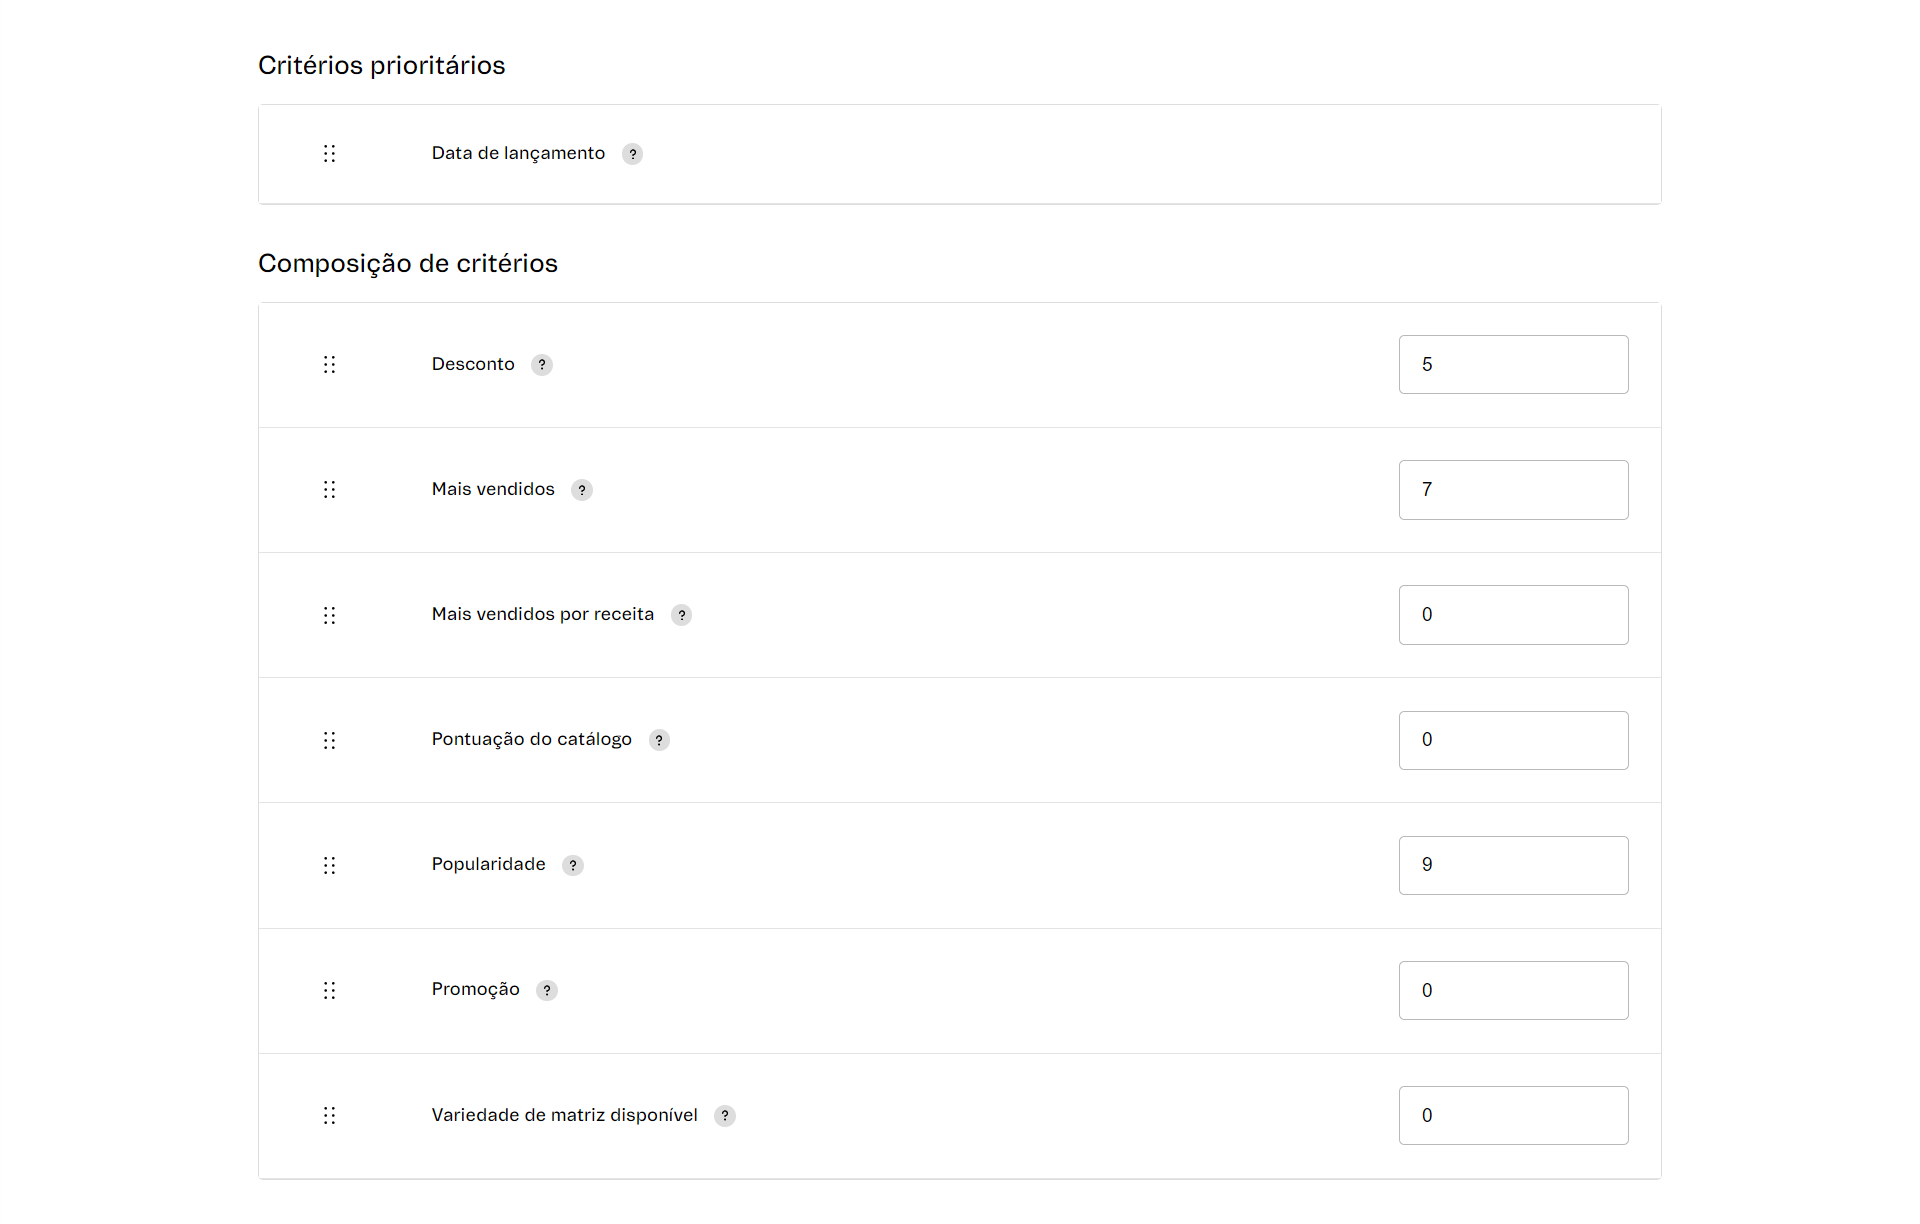 Critérios prioritários
Data de lançamento ?
Composição de critérios
Desconto ? 5
Mais vendidos ? 7
Mais vendidos por receita ? 0
Pontuação do catálogo ? 0
Popularidade ? 9
Promoção ? 0
Variedade de matriz disponível ? 0